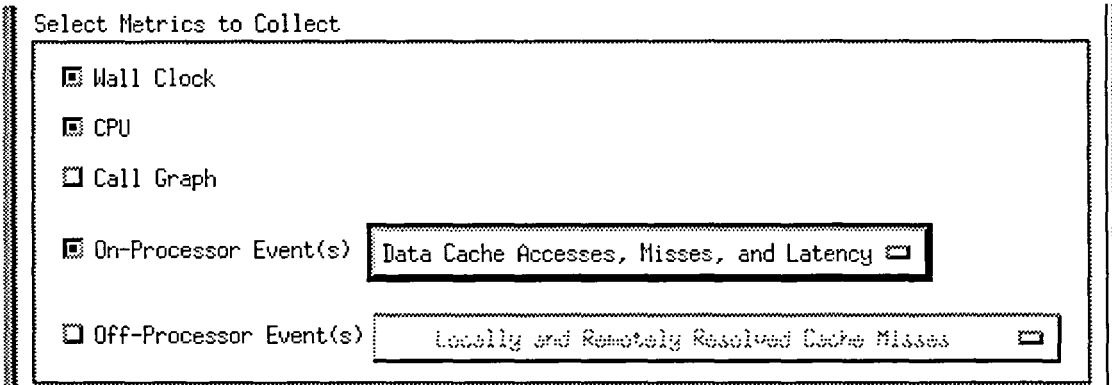 Select Metrics to Collect
Wall Clock
CPU
Call Graph
On-Processor Event(s) Data Cache Accesses, Misses, and Latency
Off-Processor Event(s) Locally and Remotely Resolved Cache Misses